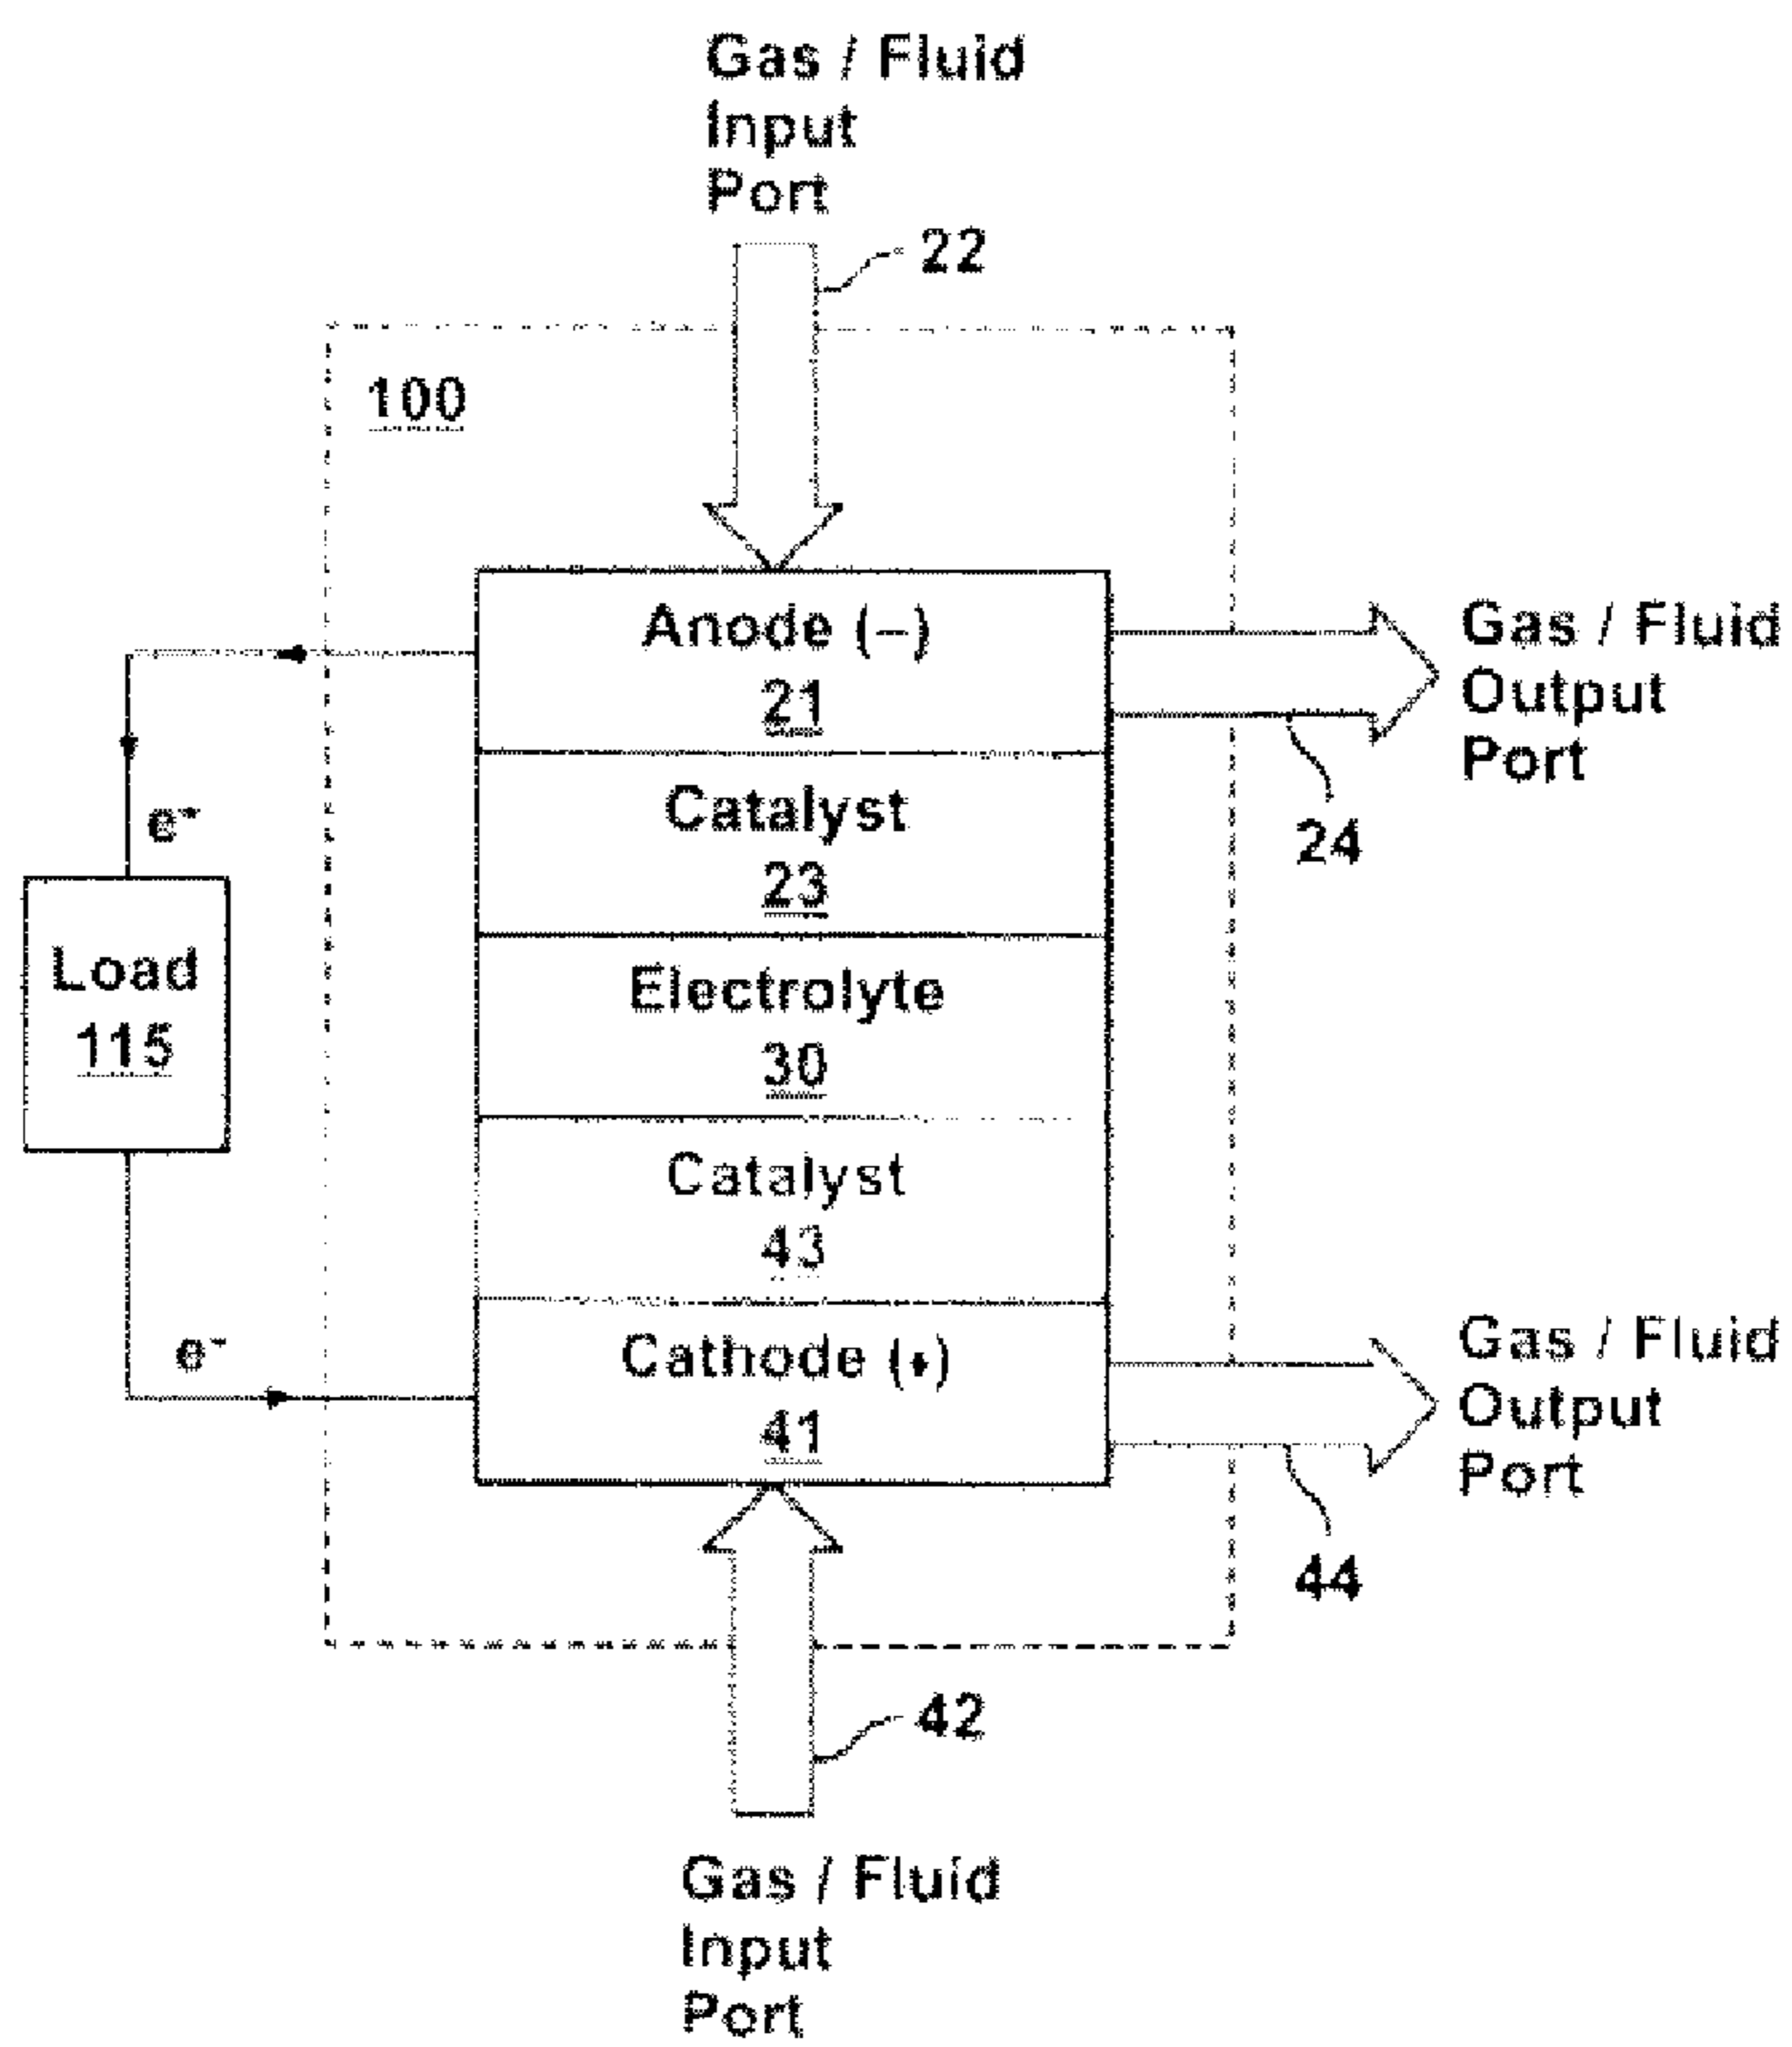 Gas / Fluid
Input
Port
22
100
Anode (–)
21
Gas / Fluid
Output
Port
24
Catalyst
23
e⁻
Load
115
Electrolyte
30
Catalyst
43
e⁻
Cathode (+)
41
Gas / Fluid
Output
Port
44
42
Gas / Fluid
Input
Port